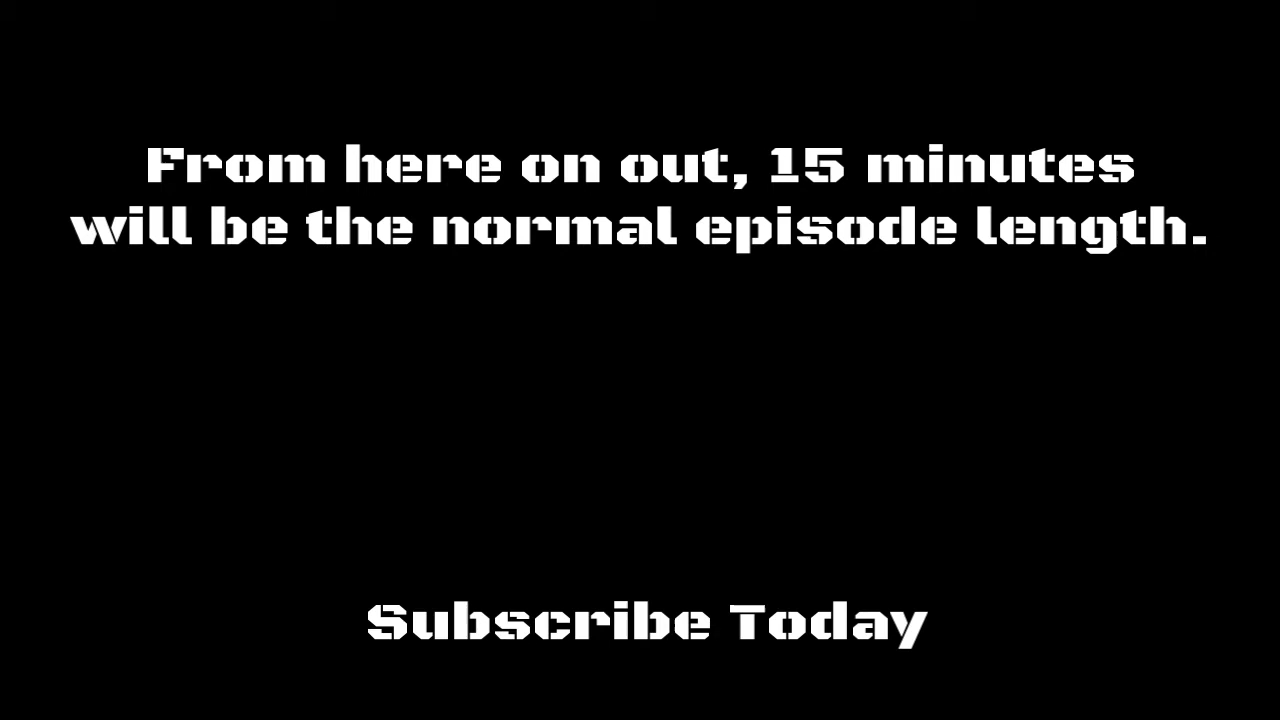 From here on out, 15 minutes
will be the normal episode length.
Subscribe Today